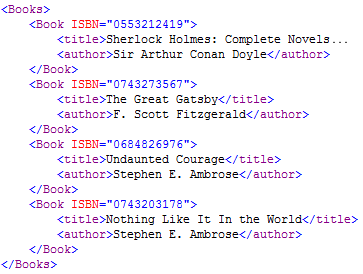 <Books>
<Book ISBN="0553212419">
<title>Sherlock Holmes: Complete Novels...
<author>Sir Arthur Conan Doyle</author>
</Book>
<Book ISBN="0743273567">
<title>The Great Gatsby</title>
<author>F. Scott Fitzgerald</author>
</Book>
<Book ISBN="0684826976">
<title>Undaunted Courage</title>
<author>Stephen E. Ambrose</author>
</Book>
<Book ISBN="0743203178">
<title>Nothing Like It In the World</title>
<author>Stephen E. Ambrose</author>
</Book>
</Books>